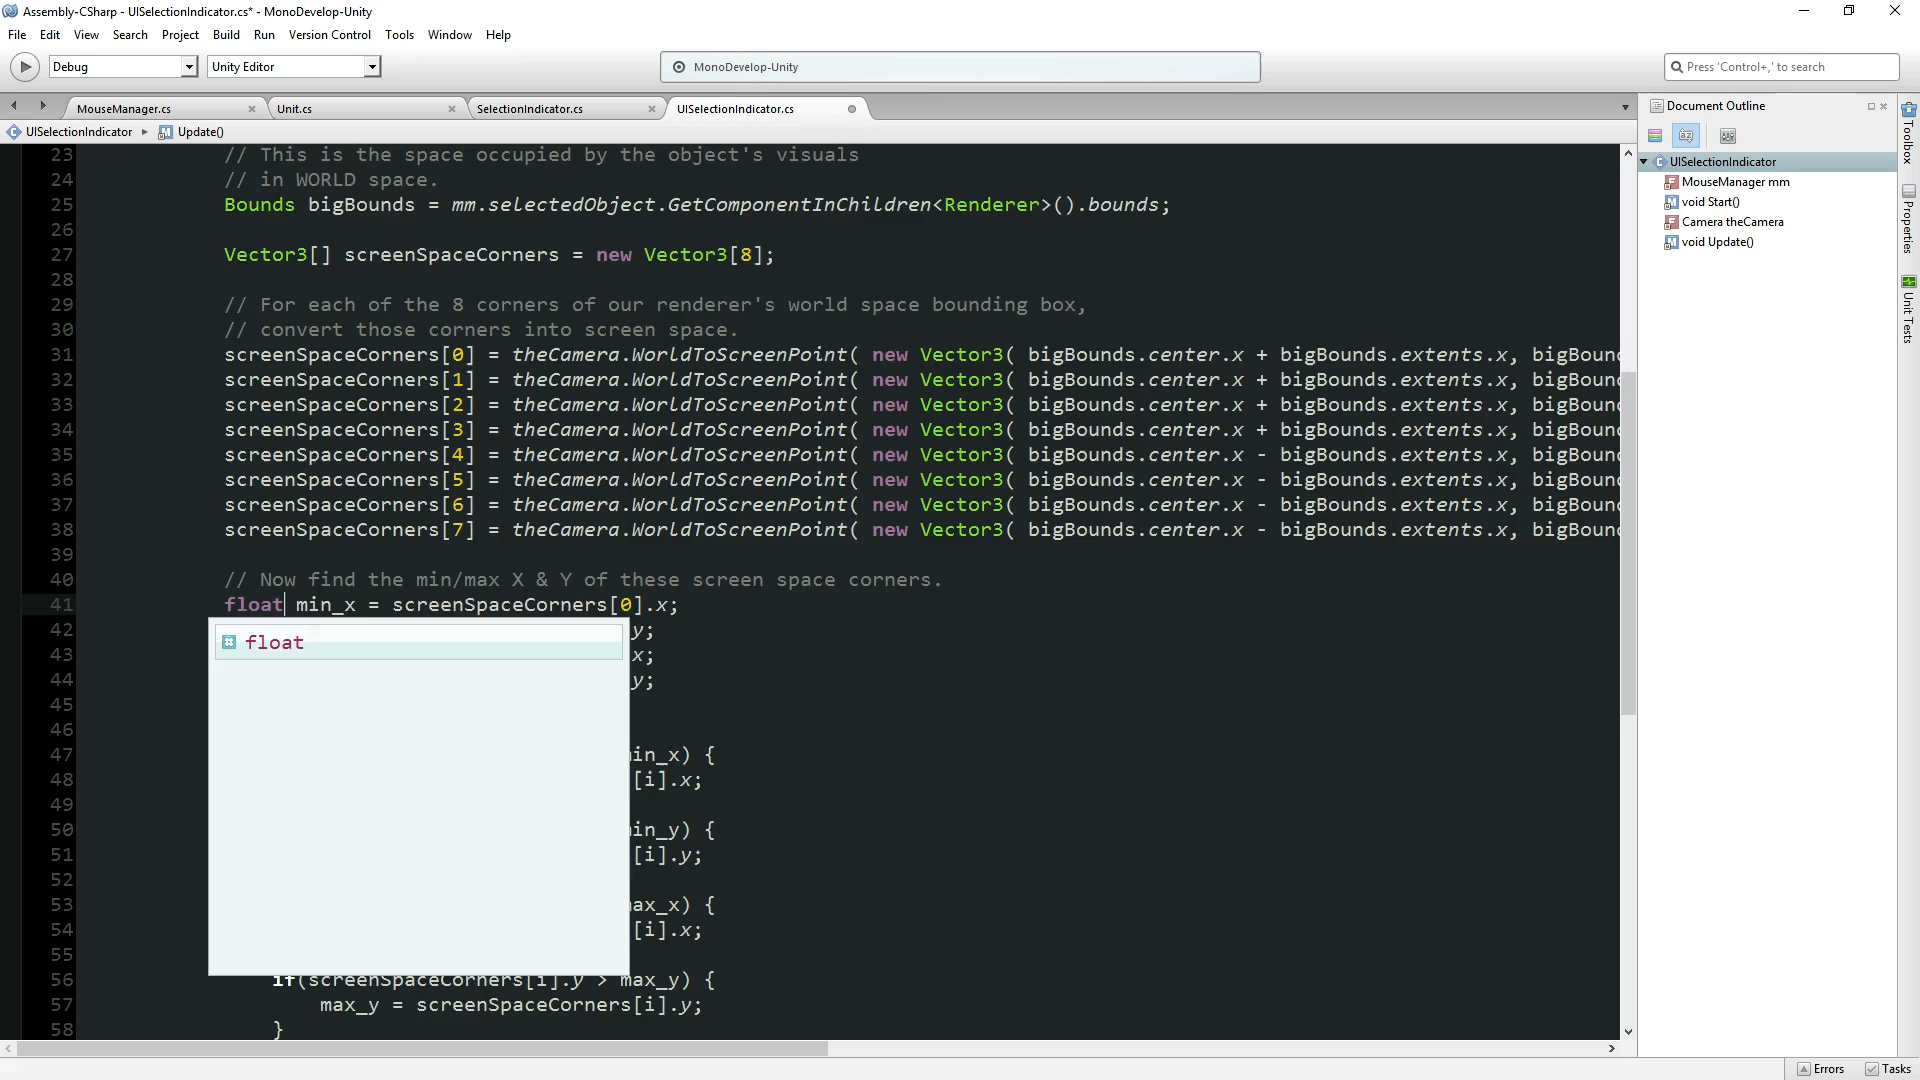 Assembly-CSharp - UISelectionIndicator.cs* - MonoDevelop-Unity
File Edit View Search Project Build Run Version Control Tools Window Help
Debug Unity Editor MonoDevelop-Unity Press 'Control+,' to search
MouseManager.cs Unit.cs SelectionIndicator.cs UISelectionIndicator.cs
UISelectionIndicator Update()
23 // This is the space occupied by the object's visuals
24 // in WORLD space.
25 Bounds bigBounds = mm.selectedObject.GetComponentInChildren<Renderer>().bounds;
26
27 Vector3[] screenSpaceCorners = new Vector3[8];
28
29 // For each of the 8 corners of our renderer's world space bounding box,
30 // convert those corners into screen space.
31 screenSpaceCorners[0] = theCamera.WorldToScreenPoint( new Vector3( bigBounds.center.x + bigBounds.extents.x, bigBound
32 screenSpaceCorners[1] = theCamera.WorldToScreenPoint( new Vector3( bigBounds.center.x + bigBounds.extents.x, bigBound
33 screenSpaceCorners[2] = theCamera.WorldToScreenPoint( new Vector3( bigBounds.center.x + bigBounds.extents.x, bigBound
34 screenSpaceCorners[3] = theCamera.WorldToScreenPoint( new Vector3( bigBounds.center.x + bigBounds.extents.x, bigBound
35 screenSpaceCorners[4] = theCamera.WorldToScreenPoint( new Vector3( bigBounds.center.x - bigBounds.extents.x, bigBound
36 screenSpaceCorners[5] = theCamera.WorldToScreenPoint( new Vector3( bigBounds.center.x - bigBounds.extents.x, bigBound
37 screenSpaceCorners[6] = theCamera.WorldToScreenPoint( new Vector3( bigBounds.center.x - bigBounds.extents.x, bigBound
38 screenSpaceCorners[7] = theCamera.WorldToScreenPoint( new Vector3( bigBounds.center.x - bigBounds.extents.x, bigBound
39
40 // Now find the min/max X & Y of these screen space corners.
41 float min_x = screenSpaceCorners[0].x;
42 y;
float
43 x;
44 y;
45
46
47 min_x) {
48 [i].x;
49
50 min_y) {
51 [i].y;
52
53 max_x) {
54 [i].x;
55
56 if(screenSpaceCorners[i].y > max_y) {
57 max_y = screenSpaceCorners[i].y;
58 }
Document Outline
UISelectionIndicator
MouseManager mm
void Start()
Camera theCamera
void Update()
Toolbox
Properties
Unit Tests
Errors Tasks